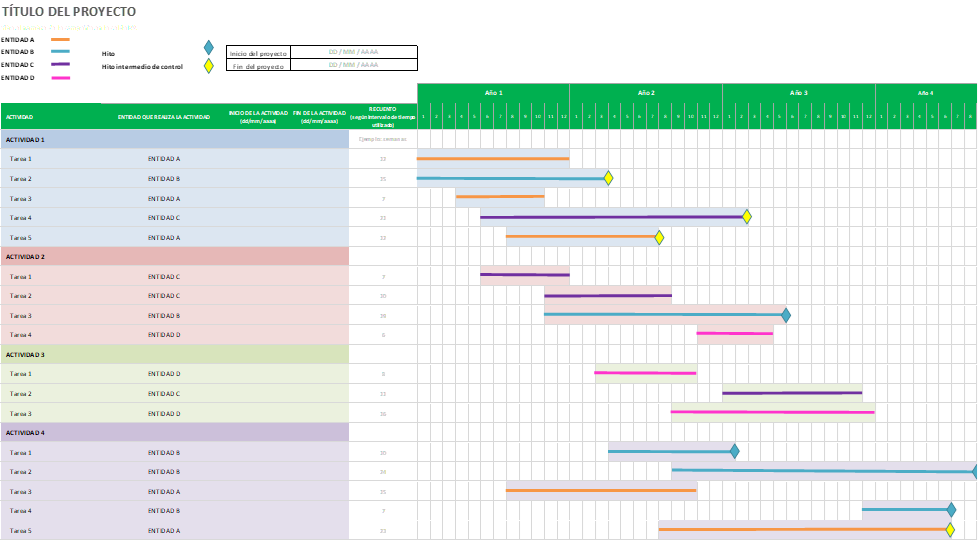 TÍTULO DEL PROYECTO
ENTIDAD A
ENTIDAD B
ENTIDAD C
ENTIDAD D
Hito
Hito intermedio de control
Inicio del proyecto DD / MM / AAAA
Fin del proyecto DD / MM / AAAA
Año 1 Año 2 Año 3 Año 4
ACTIVIDAD ENTIDAD QUE REALIZA LA ACTIVIDAD INICIO DE LA ACTIVIDAD (dd/mm/aaaa) FIN DE LA ACTIVIDAD (dd/mm/aaaa) RECUENTO (según intervalo de tiempo utilizado) 1 2 3 4 5 6 7 8 9 10 11 12 1 2 3 4 5 6 7 8 9 10 11 12 1 2 3 4 5 6 7 8 9 10 11 12 1 2 3 4 5 6 7 8
ACTIVIDAD 1 Ejemplo: semanas
Tarea 1 ENTIDAD A
Tarea 2 ENTIDAD B
Tarea 3 ENTIDAD A 7
Tarea 4 ENTIDAD C
Tarea 5 ENTIDAD A
ACTIVIDAD 2
Tarea 1 ENTIDAD C 7
Tarea 2 ENTIDAD C
Tarea 3 ENTIDAD B
Tarea 4 ENTIDAD D 6
ACTIVIDAD 3
Tarea 1 ENTIDAD D 8
Tarea 2 ENTIDAD C
Tarea 3 ENTIDAD D
ACTIVIDAD 4
Tarea 1 ENTIDAD B
Tarea 2 ENTIDAD B
Tarea 3 ENTIDAD A
Tarea 4 ENTIDAD B 7
Tarea 5 ENTIDAD A